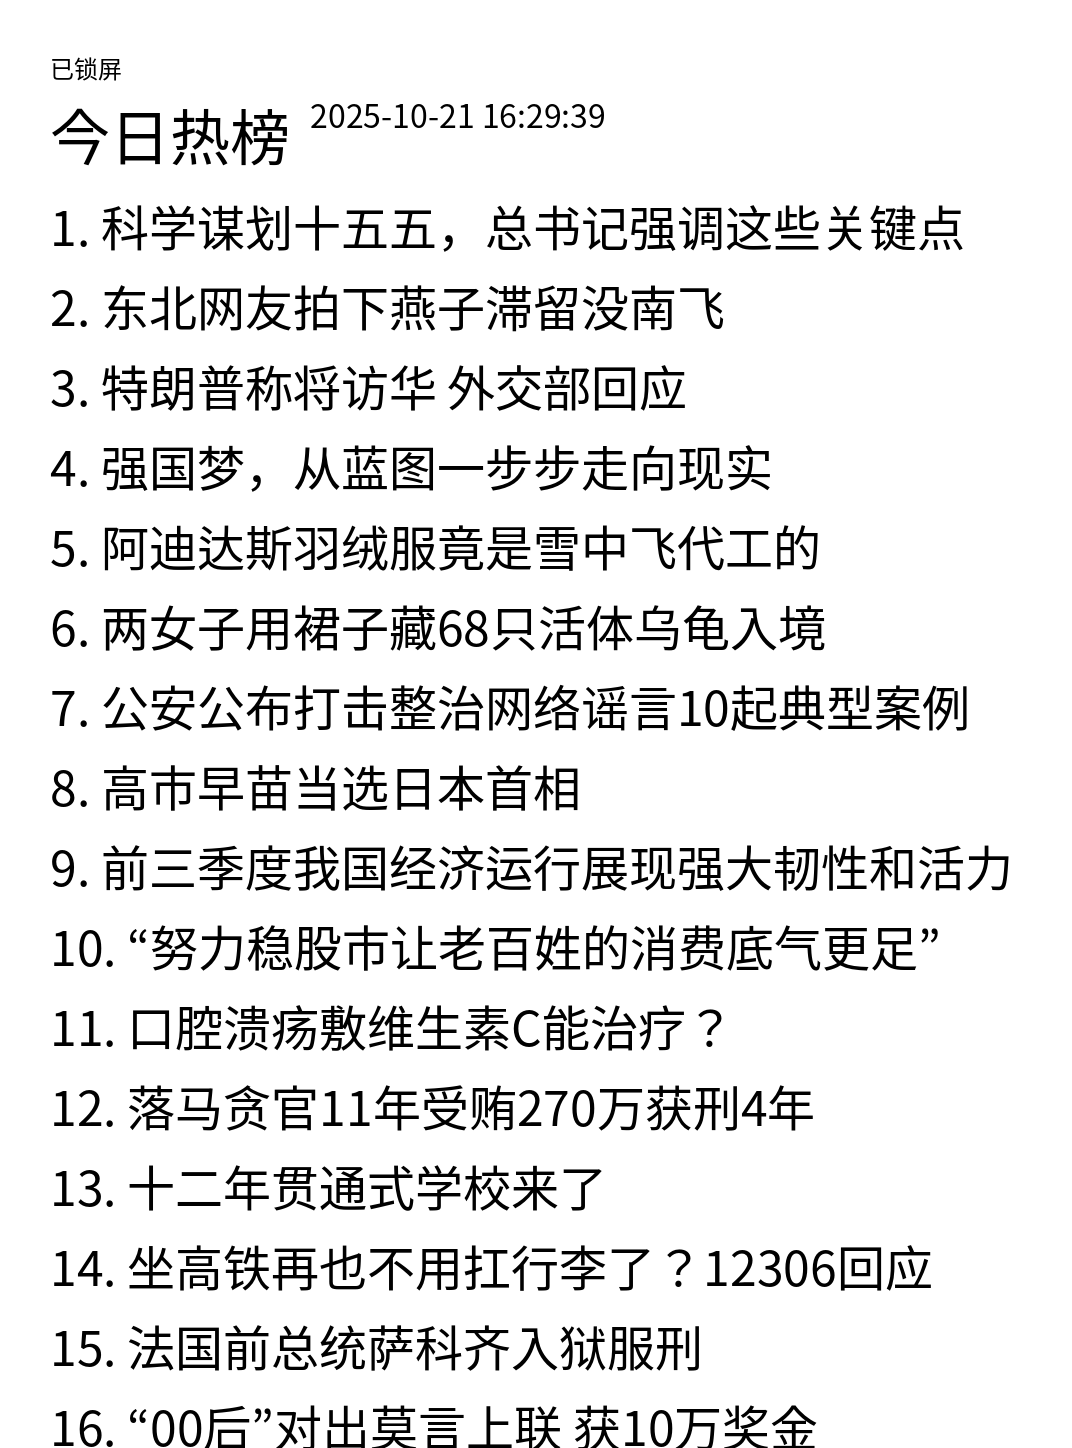 已锁屏
今日热榜 2025-10-21 16:29:39
1. 科学谋划十五五，总书记强调这些关键点
2. 东北网友拍下燕子滞留没南飞
3. 特朗普称将访华 外交部回应
4. 强国梦，从蓝图一步步走向现实
5. 阿迪达斯羽绒服竟是雪中飞代工的
6. 两女子用裙子藏68只活体乌龟入境
7. 公安公布打击整治网络谣言10起典型案例
8. 高市早苗当选日本首相
9. 前三季度我国经济运行展现强大韧性和活力
10. “努力稳股市让老百姓的消费底气更足”
11. 口腔溃疡敷维生素C能治疗？
12. 落马贪官11年受贿270万获刑4年
13. 十二年贯通式学校来了
14. 坐高铁再也不用扛行李了？12306回应
15. 法国前总统萨科齐入狱服刑
16. “00后”对出莫言上联 获10万奖金